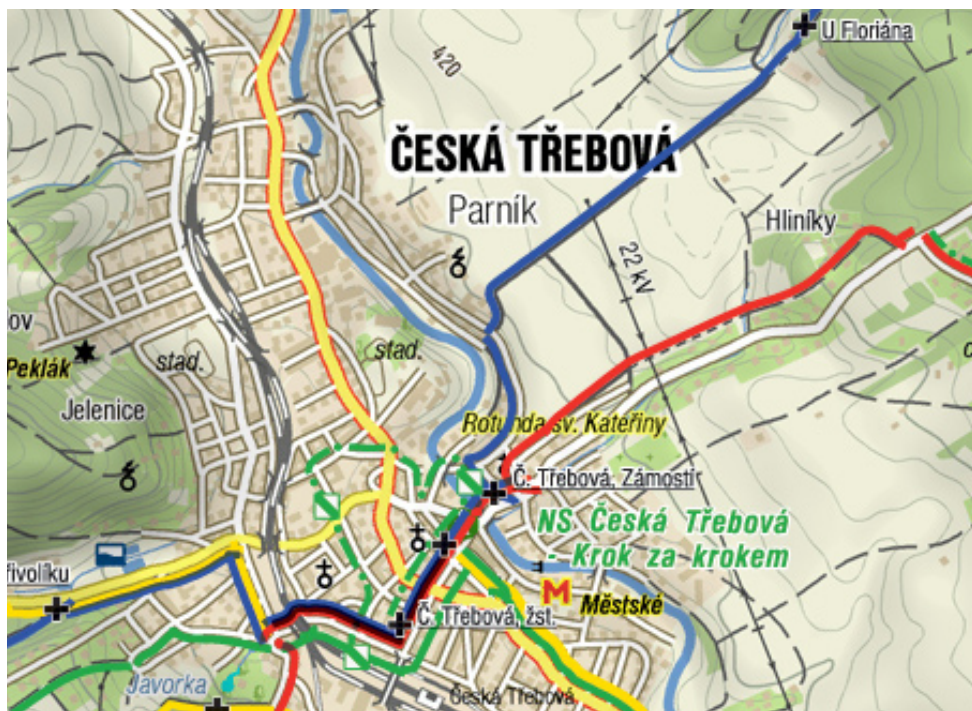 U Floriána
420
ČESKÁ TŘEBOVÁ
Parník
Hliníky
22 kV
ov
Peklák
stad.
stad.
Jelenice
Rotunda sv. Kateřiny
Č. Třebová, Zámostí
NS Česká Třebová
- Krok za krokem
řivolíku
M Městské
Č. Třebová, žst.
Javorka
Česká Třebová